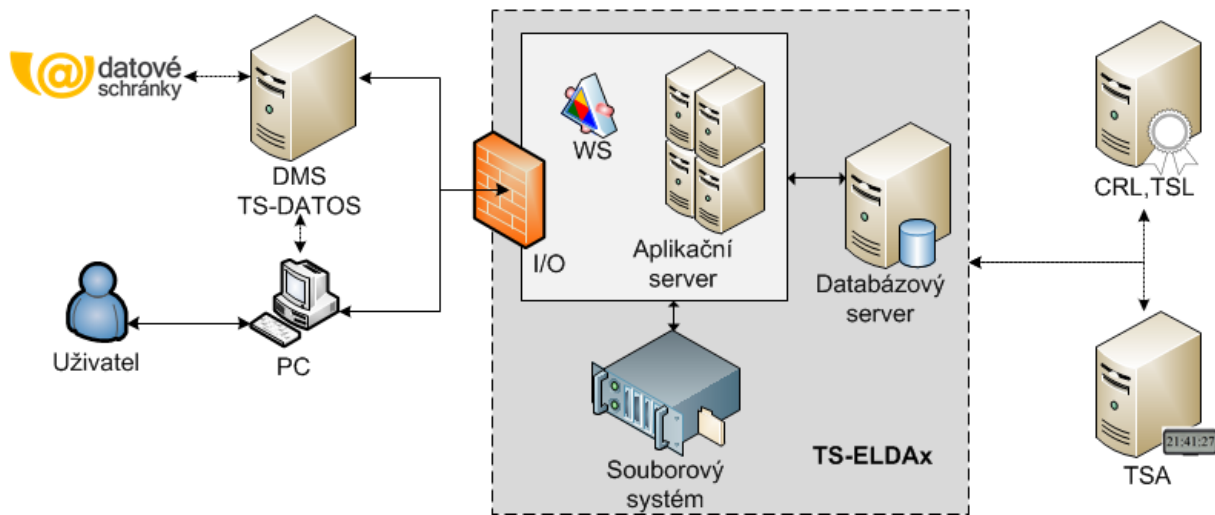 datové
schránky
DMS
TS-DATOS
Uživatel
PC
I/O
WS
Aplikační
server
Databázový
server
Souborový
systém
TS-ELDAx
CRL,TSL
21:41:27
TSA